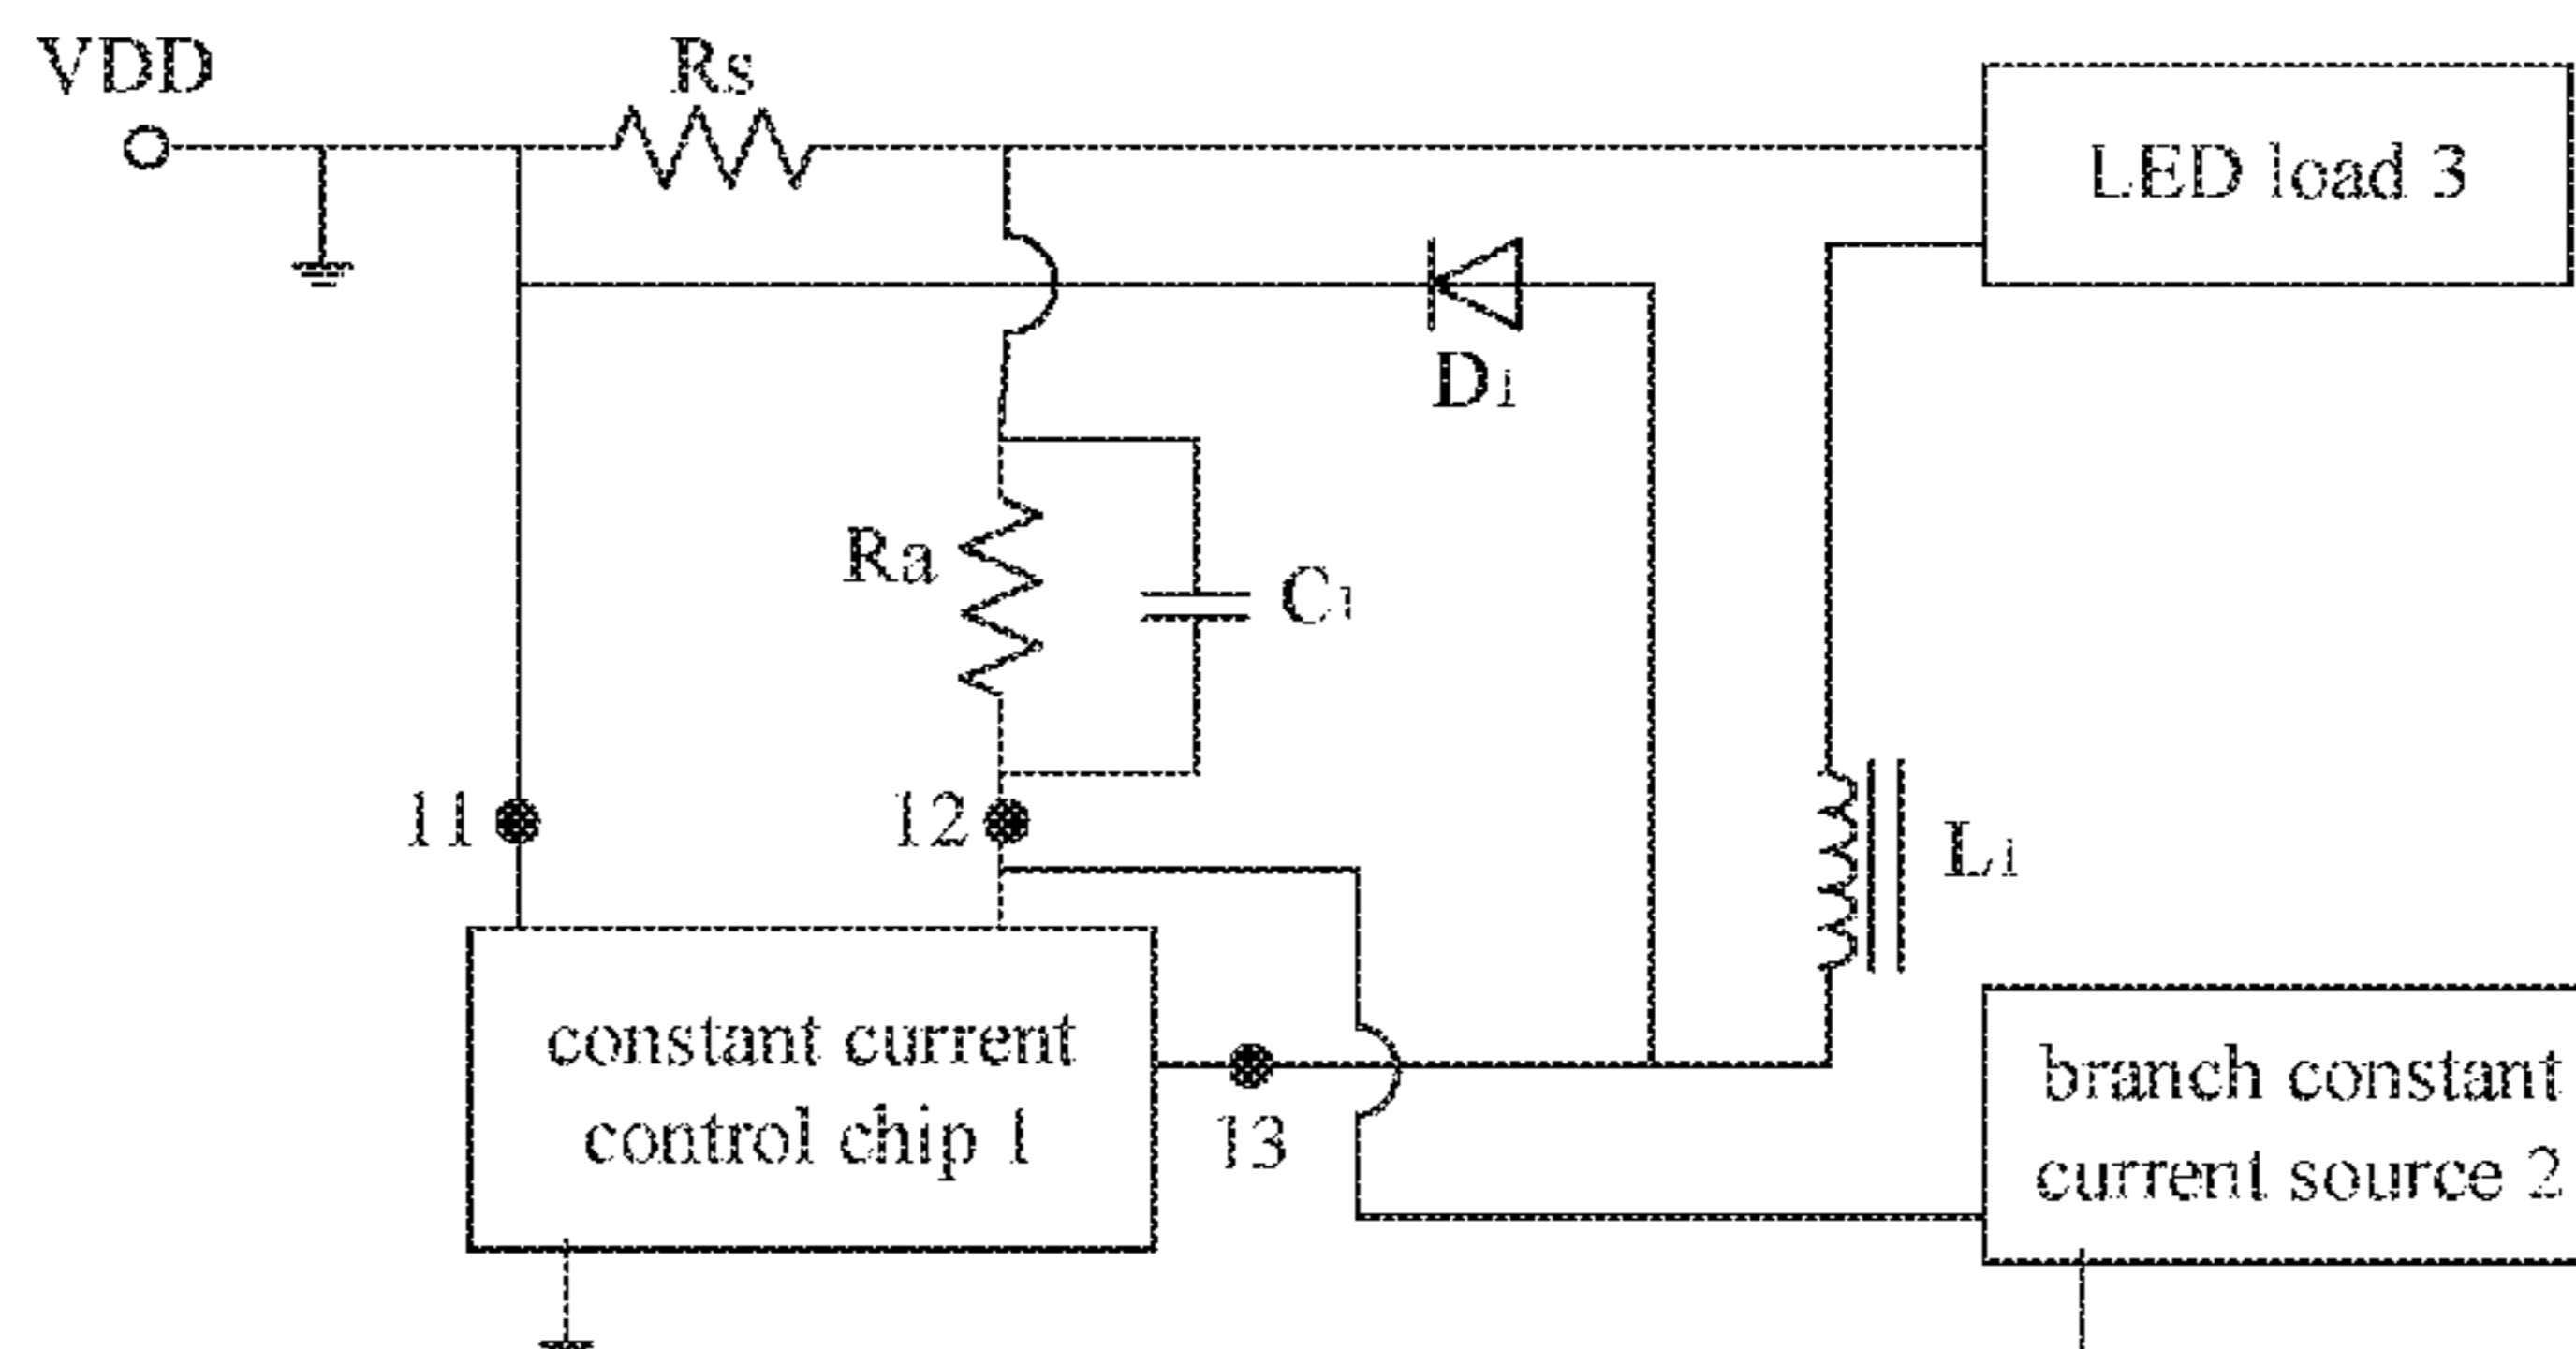 VDD
Rs
LED load 3
D1
Ra
C1
11
12
L1
constant current
control chip 1
13
branch constant
current source 2